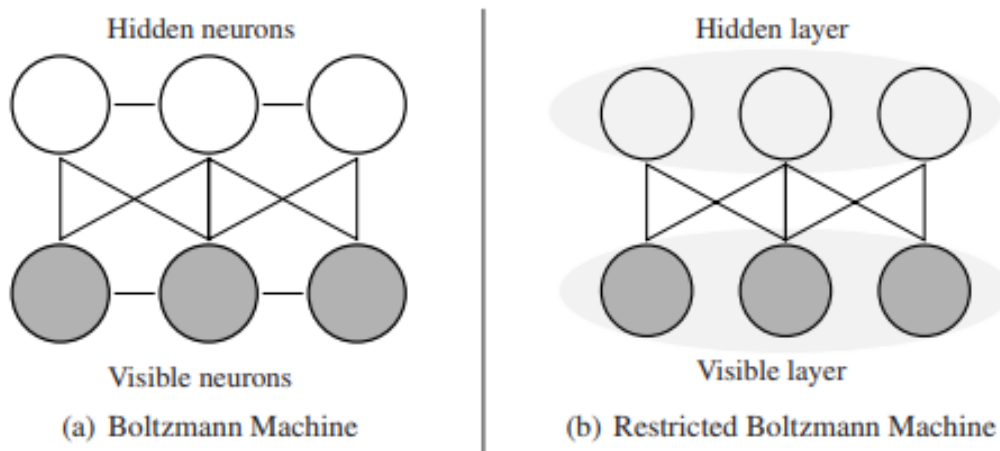 Hidden neurons
Visible neurons
(a) Boltzmann Machine
Hidden layer
Visible layer
(b) Restricted Boltzmann Machine